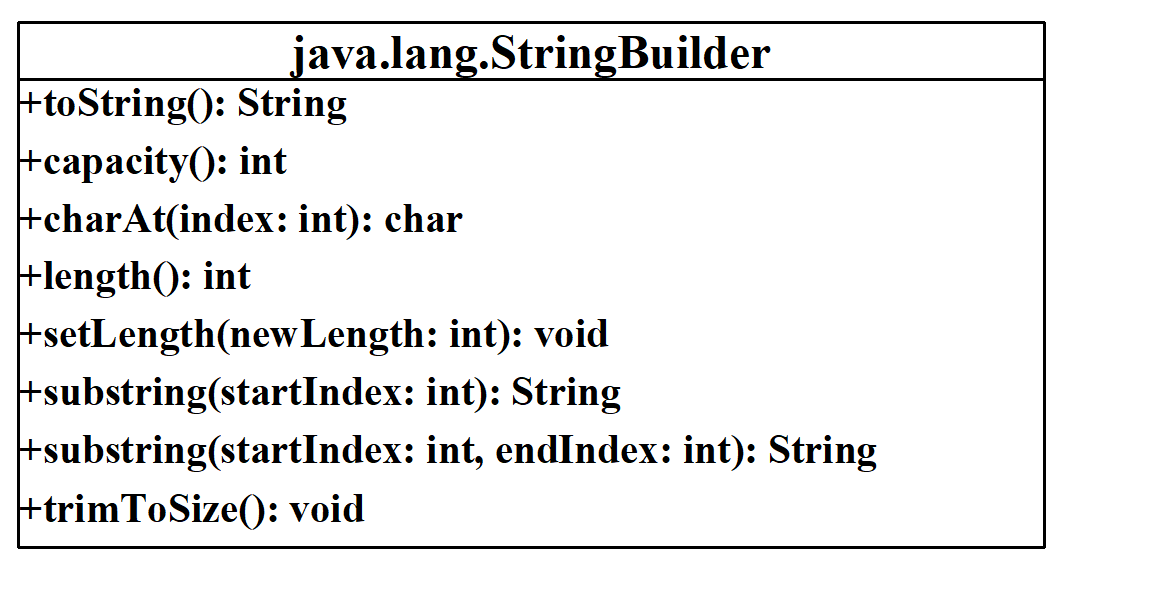 java.lang.StringBuilder
+toString(): String
+capacity(): int
+charAt(index: int): char
+length(): int
+setLength(newLength: int): void
+substring(startIndex: int): String
+substring(startIndex: int, endIndex: int): String
+trimToSize(): void